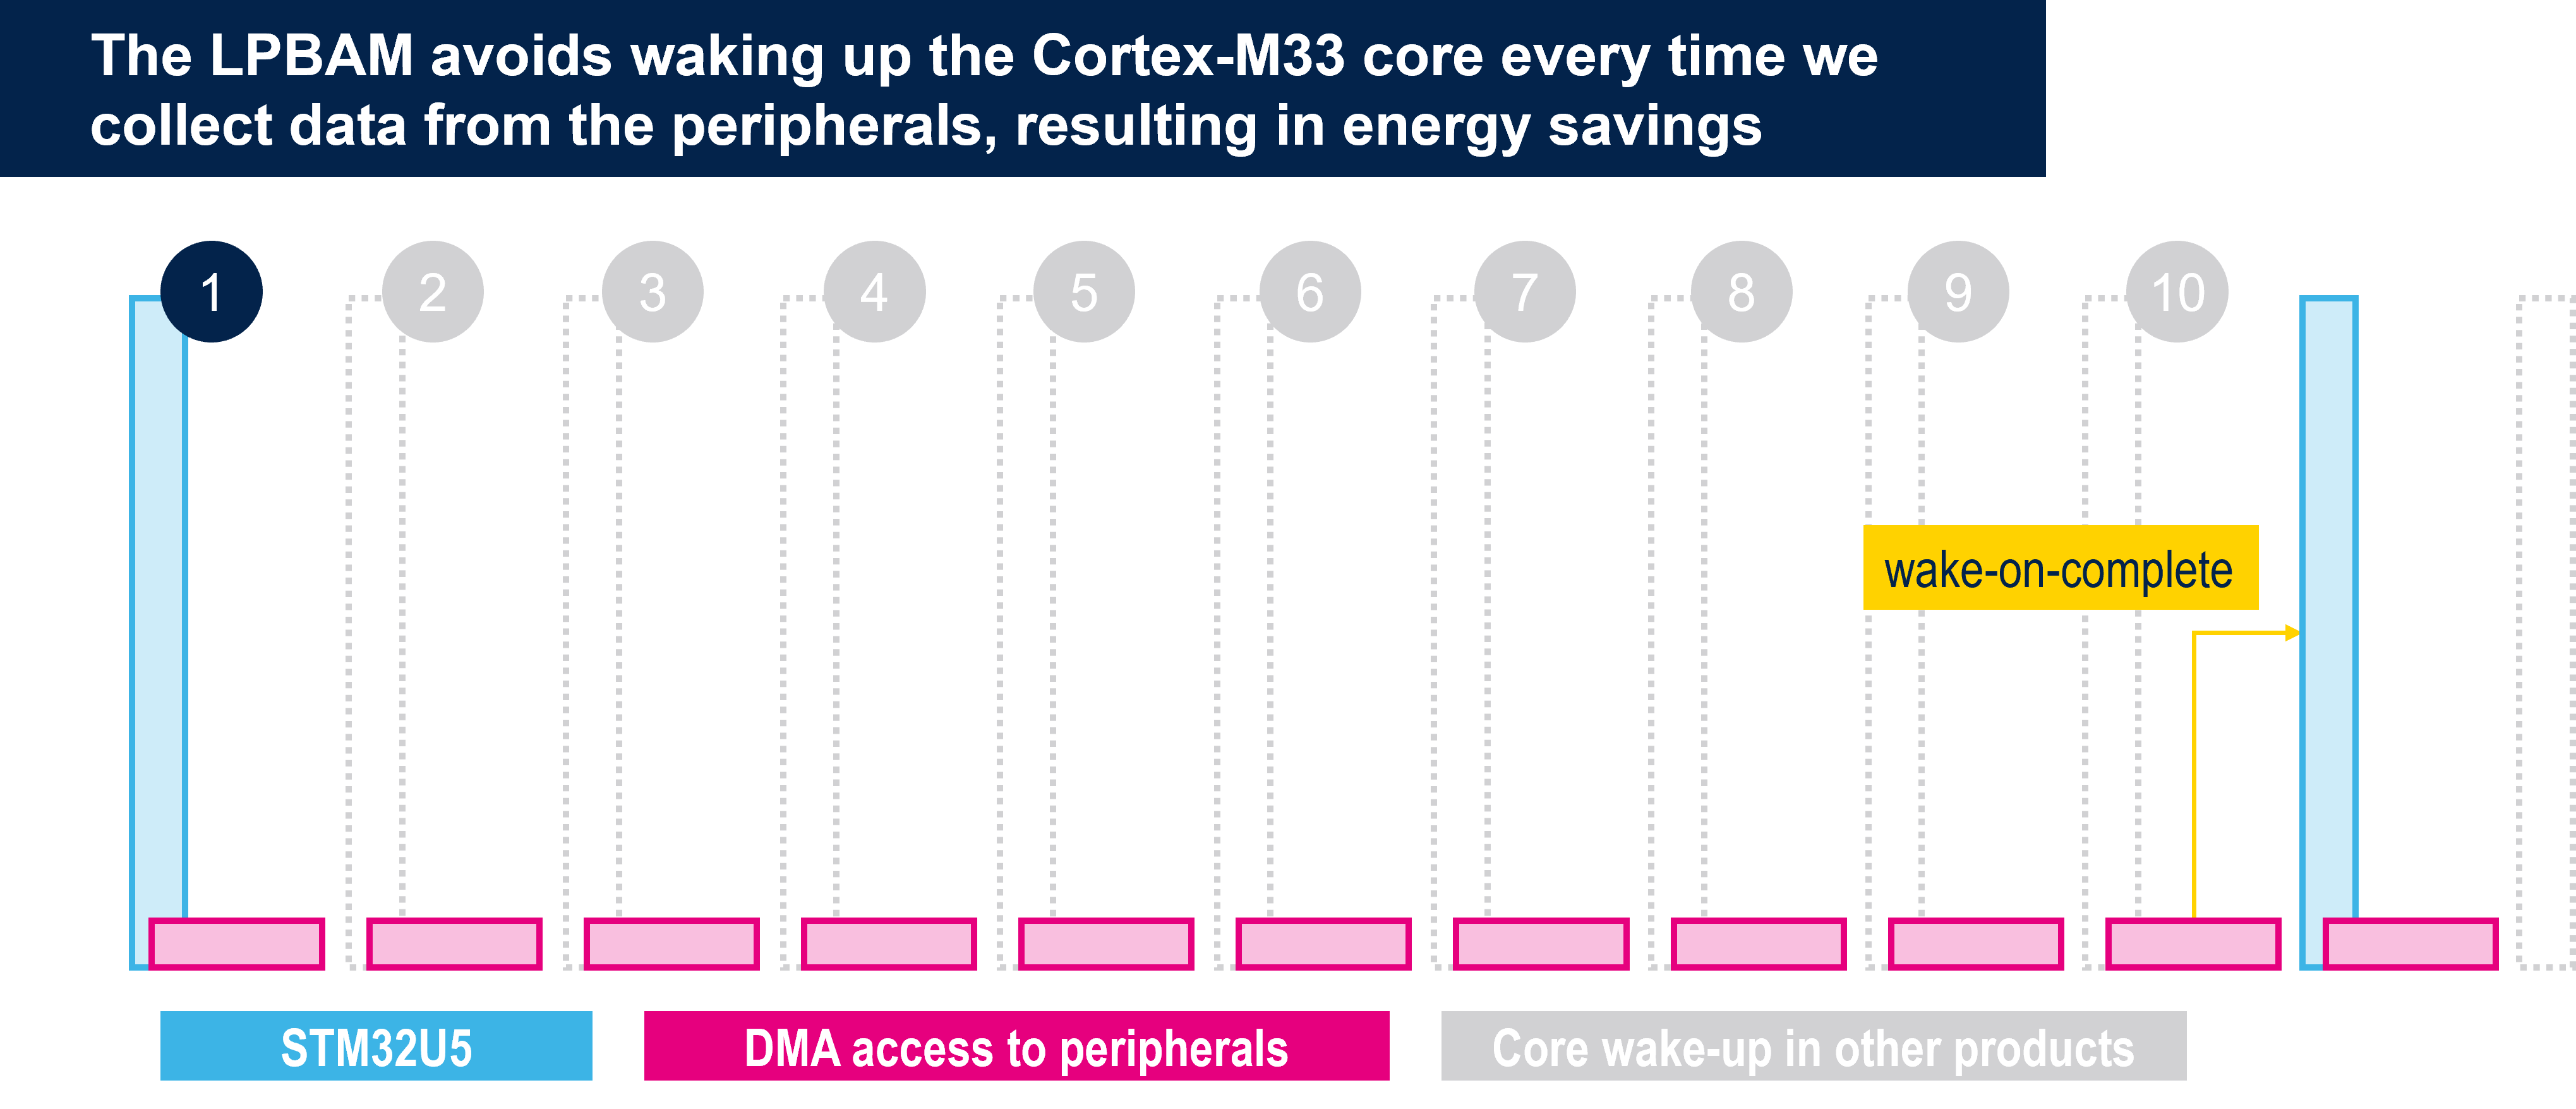 The LPBAM avoids waking up the Cortex-M33 core every time we
collect data from the peripherals, resulting in energy savings
1
2
3
4
5
6
7
8
9
10
wake-on-complete
STM32U5
DMA access to peripherals
Core wake-up in other products